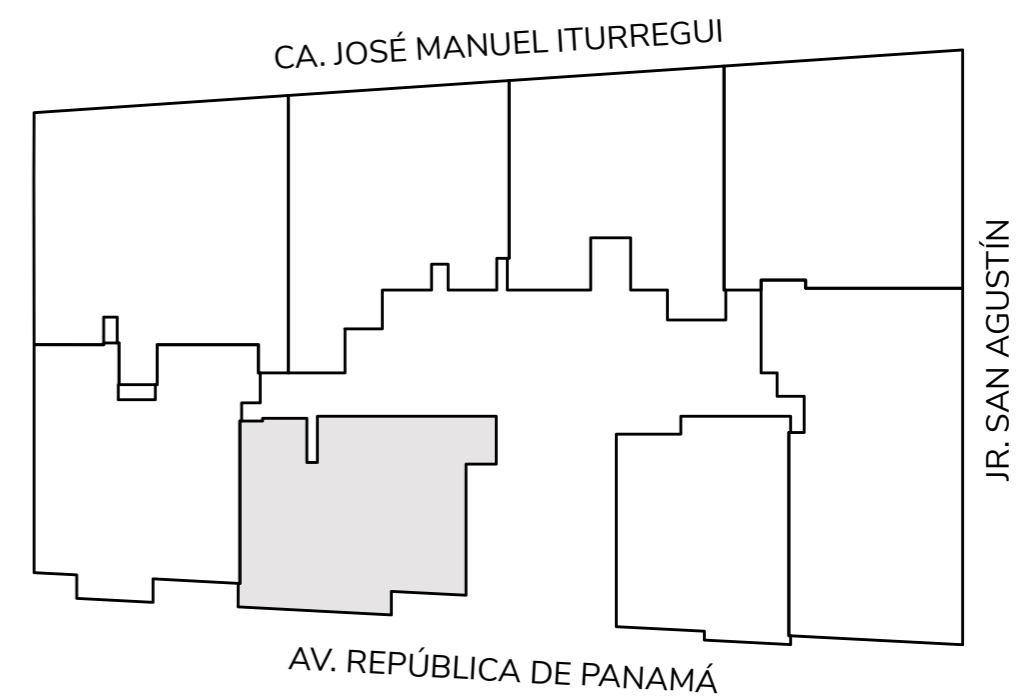 CA. JOSÉ MANUEL ITURREGUI
JR. SAN AGUSTÍN
AV. REPÚBLICA DE PANAMÁ